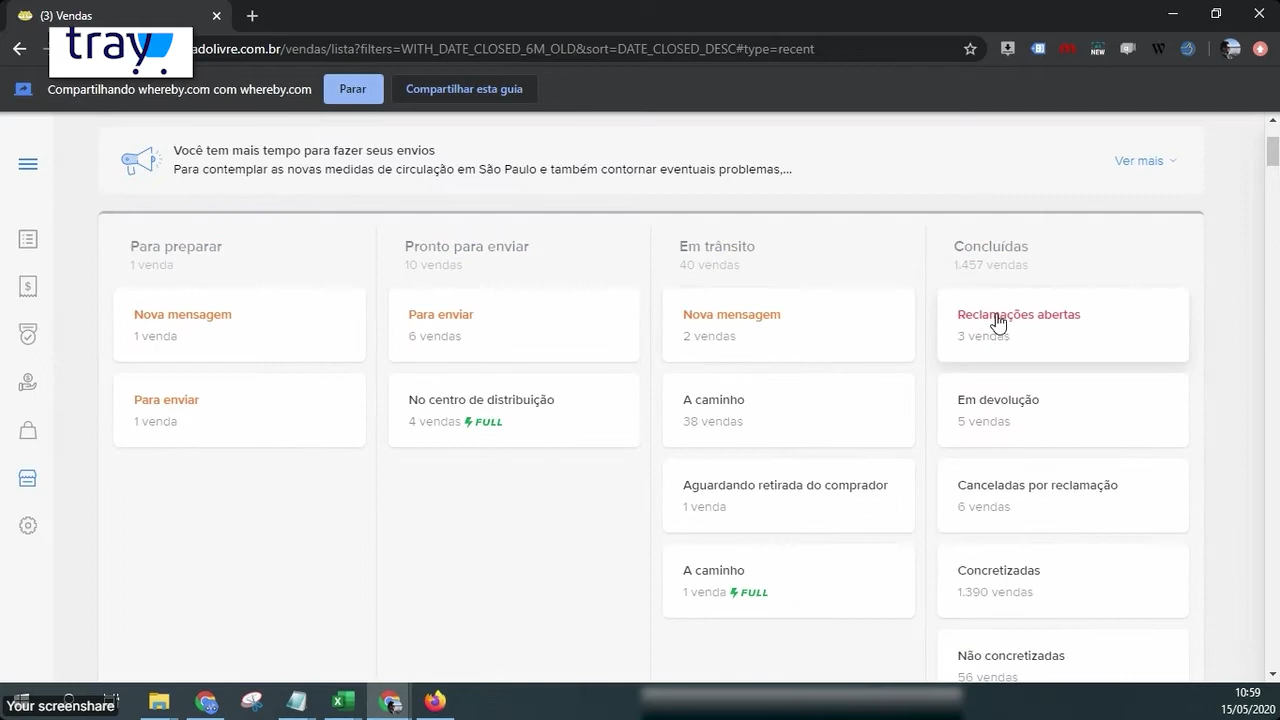 (3) Vendas
tray
adolivre.com.br/vendas/lista?filters=WITH_DATE_CLOSED_6M_OLD&sort=DATE_CLOSED_DESC#type=recent
NEW
W
Compartilhando whereby.com com whereby.com
Parar
Compartilhar esta guia
Você tem mais tempo para fazer seus envios
Para contemplar as novas medidas de circulação em São Paulo e também contornar eventuais problemas,...
Ver mais
Para preparar
1 venda
Nova mensagem
1 venda
Para enviar
1 venda
Pronto para enviar
10 vendas
Para enviar
6 vendas
No centro de distribuição
4 vendas FULL
Em trânsito
40 vendas
Nova mensagem
2 vendas
A caminho
38 vendas
Aguardando retirada do comprador
1 venda
A caminho
1 venda FULL
Concluídas
1.457 vendas
Reclamações abertas
3 vendas
Em devolução
5 vendas
Canceladas por reclamação
6 vendas
Concretizadas
1.390 vendas
Não concretizadas
56 vendas
Your screenshare
10:59
15/05/2020